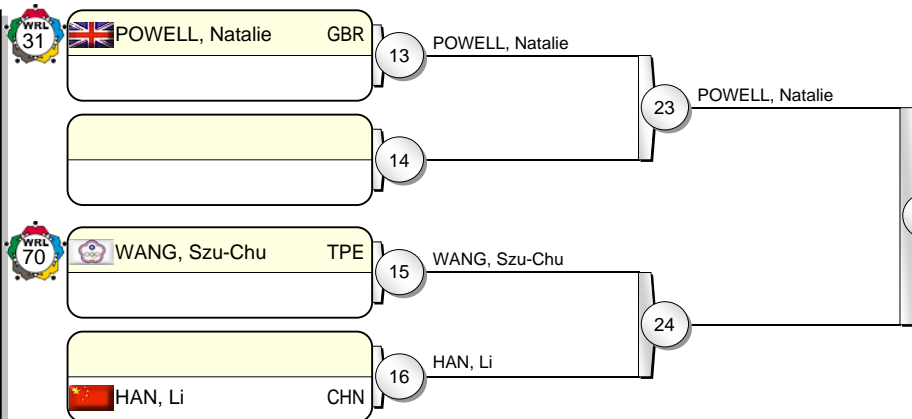 WRL
31
POWELL, Natalie GBR
13
POWELL, Natalie
23
POWELL, Natalie
14
WRL
70
WANG, Szu-Chu TPE
15
WANG, Szu-Chu
24
16
HAN, Li
HAN, Li CHN